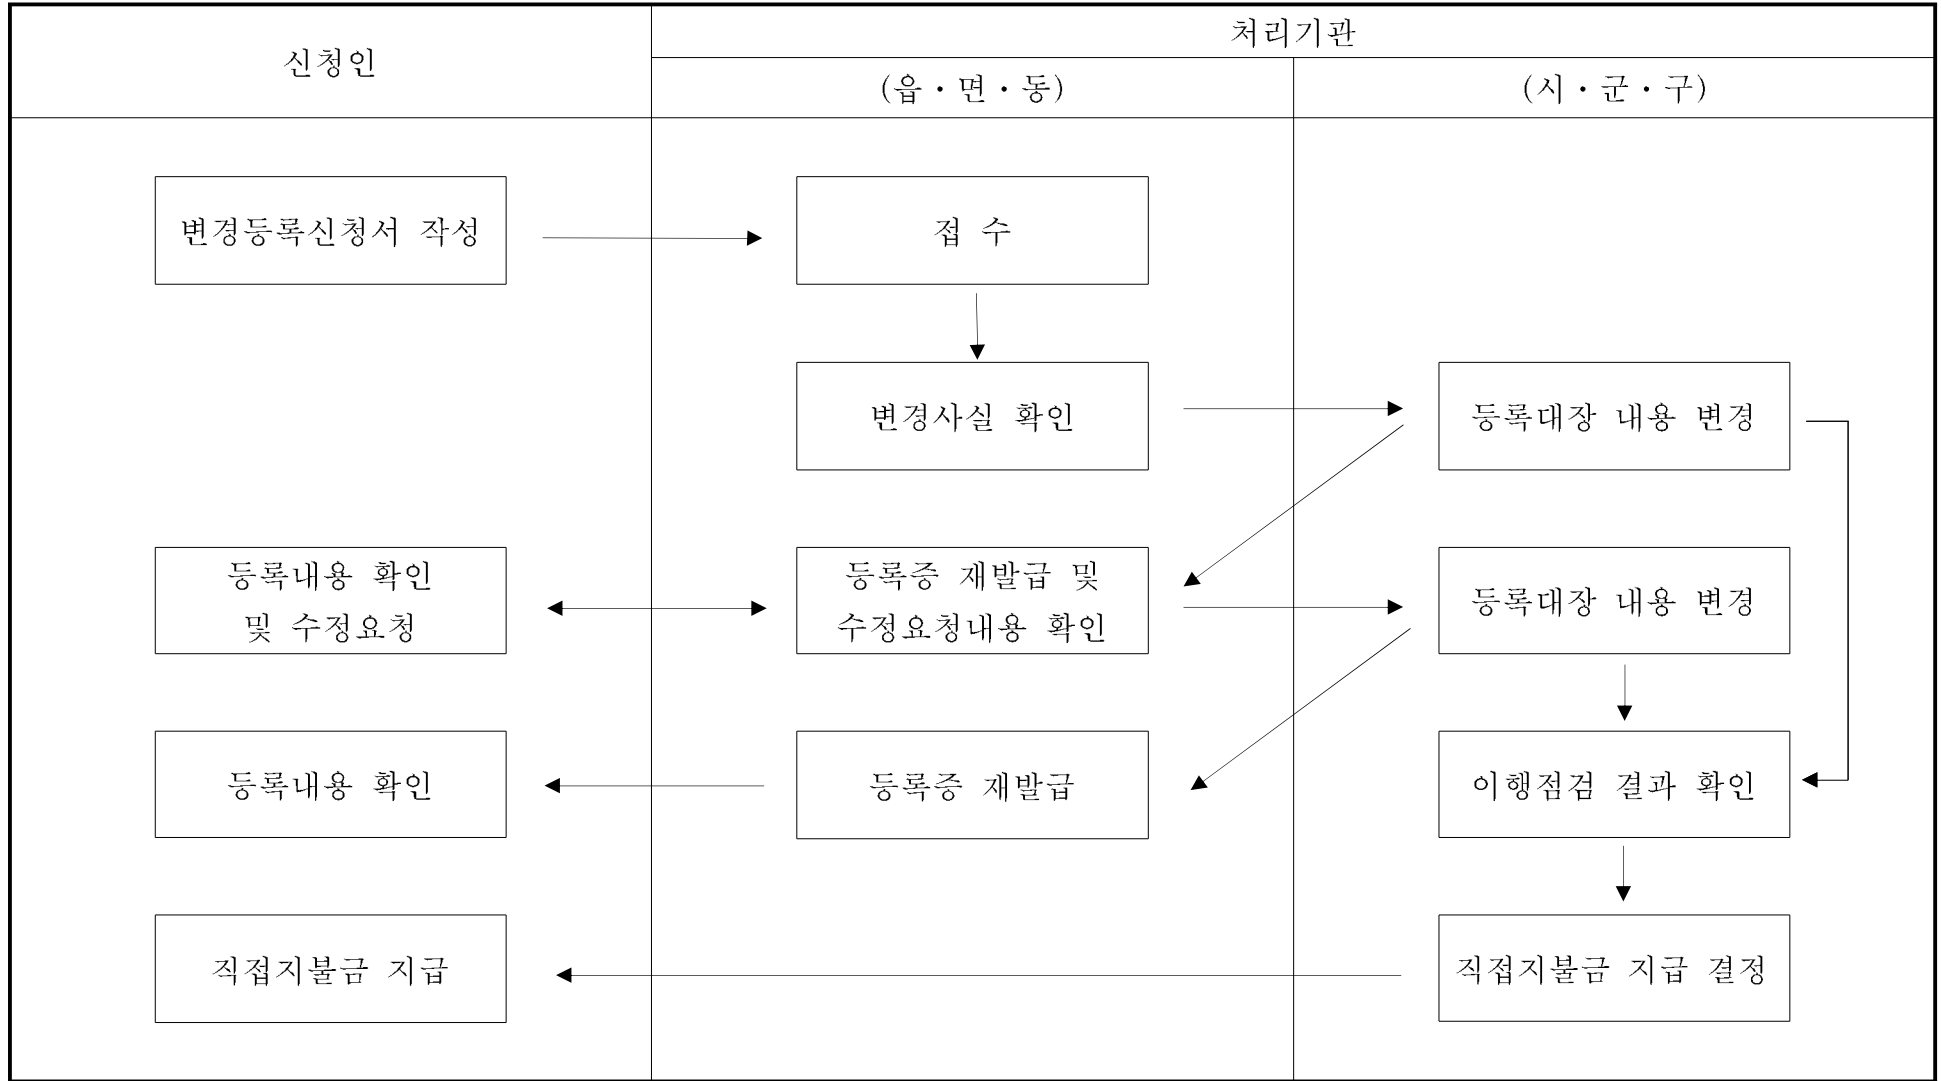 신청인
처리기관
(읍・면・동)
(시・군・구)
변경등록신청서 작성
접 수
변경사실 확인
등록대장 내용 변경
등록내용 확인
및 수정요청
등록증 재발급 및
수정요청내용 확인
등록대장 내용 변경
등록내용 확인
등록증 재발급
이행점검 결과 확인
직접지불금 지급
직접지불금 지급 결정